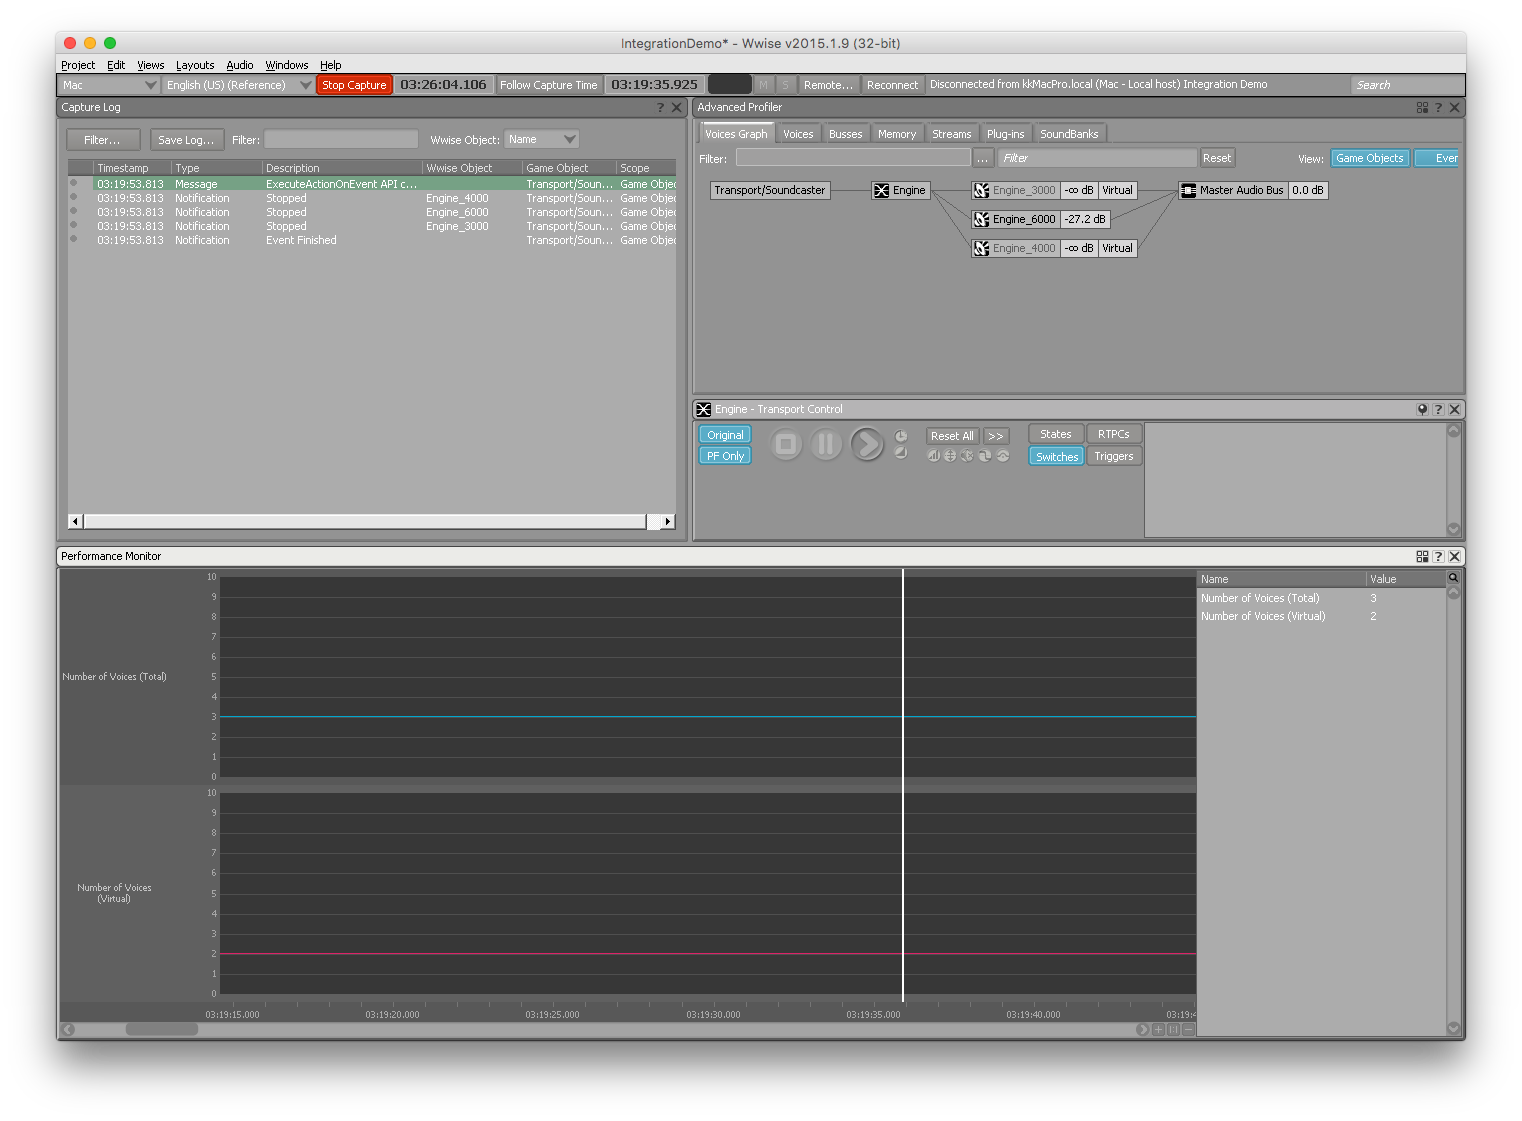 IntegrationDemo* - Wwise v2015.1.9 (32-bit)
Project Edit Views Layouts Audio Windows Help
Mac English (US) (Reference) Stop Capture 03:26:04.106 Follow Capture Time 03:19:35.925 M S Remote... Reconnect Disconnected from kkMacPro.local (Mac - Local host) Integration Demo Search
Capture Log ?
Filter... Save Log... Filter: Wwise Object: Name
Timestamp Type Description Wwise Object Game Object Scope
03:19:53.813 Message ExecuteActionOnEvent API c... Transport/Soun... Game Objec
03:19:53.813 Notification Stopped Engine_4000 Transport/Soun... Game Objec
03:19:53.813 Notification Stopped Engine_6000 Transport/Soun... Game Objec
03:19:53.813 Notification Stopped Engine_3000 Transport/Soun... Game Objec
03:19:53.813 Notification Event Finished Transport/Soun... Game Objec
Advanced Profiler ?
Voices Graph Voices Busses Memory Streams Plug-ins SoundBanks
Filter: ... Filter Reset View: Game Objects Ever
Transport/Soundcaster Engine Engine_3000 -∞ dB Virtual Master Audio Bus 0.0 dB
Engine_6000 -27.2 dB
Engine_4000 -∞ dB Virtual
Engine - Transport Control ?
Original Reset All >> States RTPCs
PF Only Switches Triggers
Performance Monitor ?
Number of Voices (Total)
10
9
8
7
6
5
4
3
2
1
0
Number of Voices
(Virtual)
10
9
8
7
6
5
4
3
2
1
0
03:19:15.000 03:19:20.000 03:19:25.000 03:19:30.000 03:19:35.000 03:19:40.000 03:19:4
Name Value
Number of Voices (Total) 3
Number of Voices (Virtual) 2